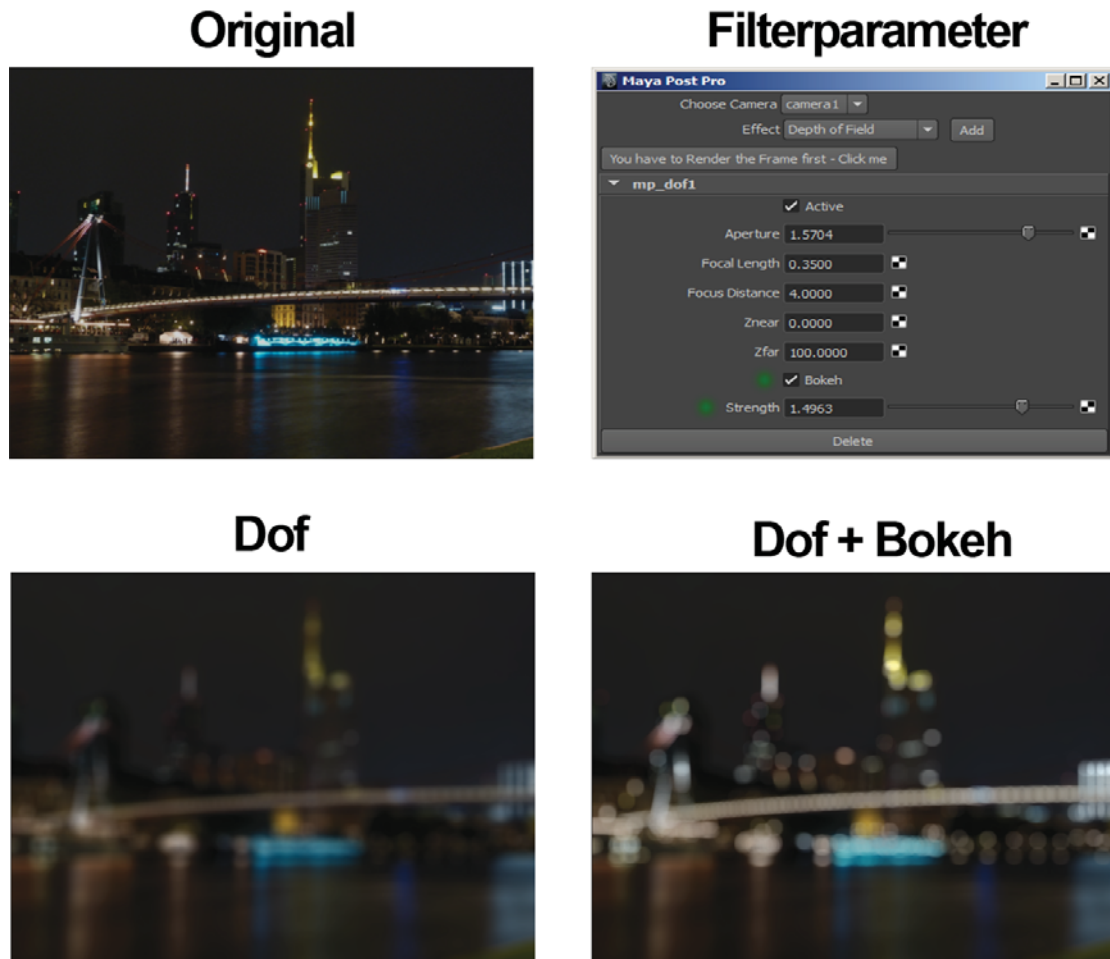 Original
Filterparameter
Maya Post Pro
Choose Camera camera1
Effect Depth of Field Add
You have to Render the Frame first - Click me
mp_dof1
Active
Aperture 1.5704
Focal Length 0.3500
Focus Distance 4.0000
Znear 0.0000
Zfar 100.0000
Bokeh
Strength 1.4963
Delete
Dof
Dof + Bokeh